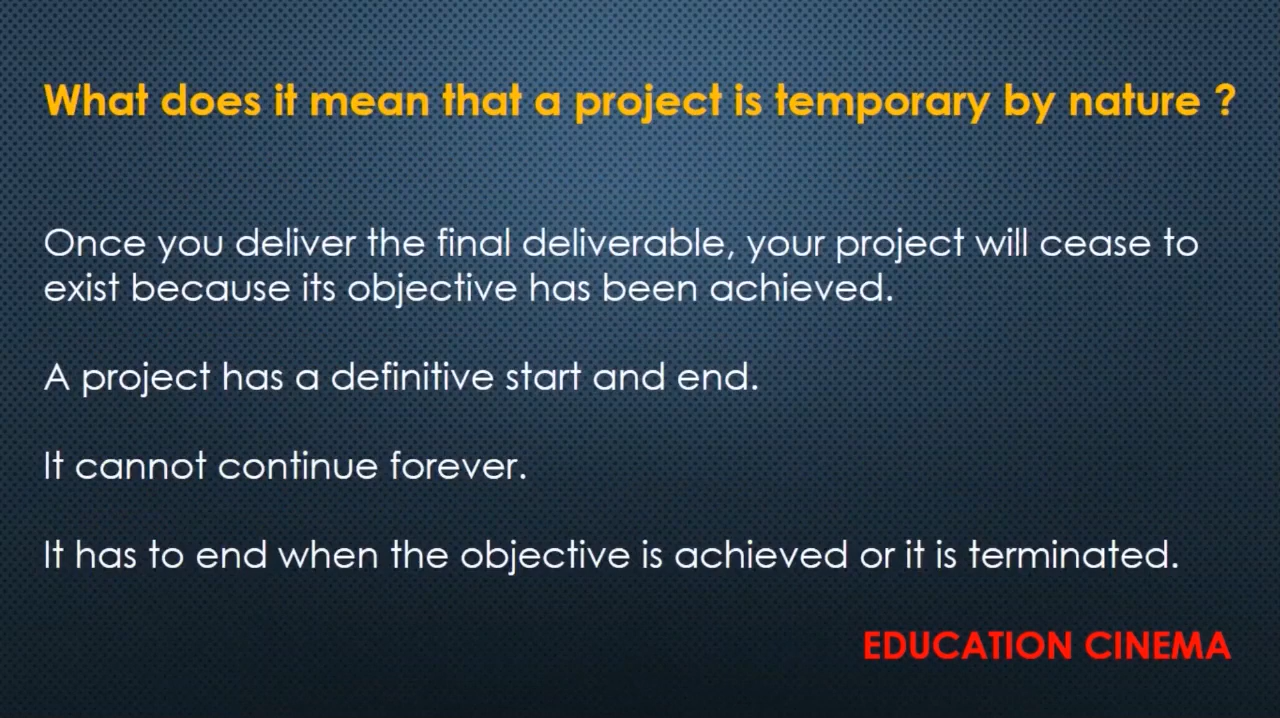 What does it mean that a project is temporary by nature ?
Once you deliver the final deliverable, your project will cease to
exist because its objective has been achieved.
A project has a definitive start and end.
It cannot continue forever.
It has to end when the objective is achieved or it is terminated.
EDUCATION CINEMA